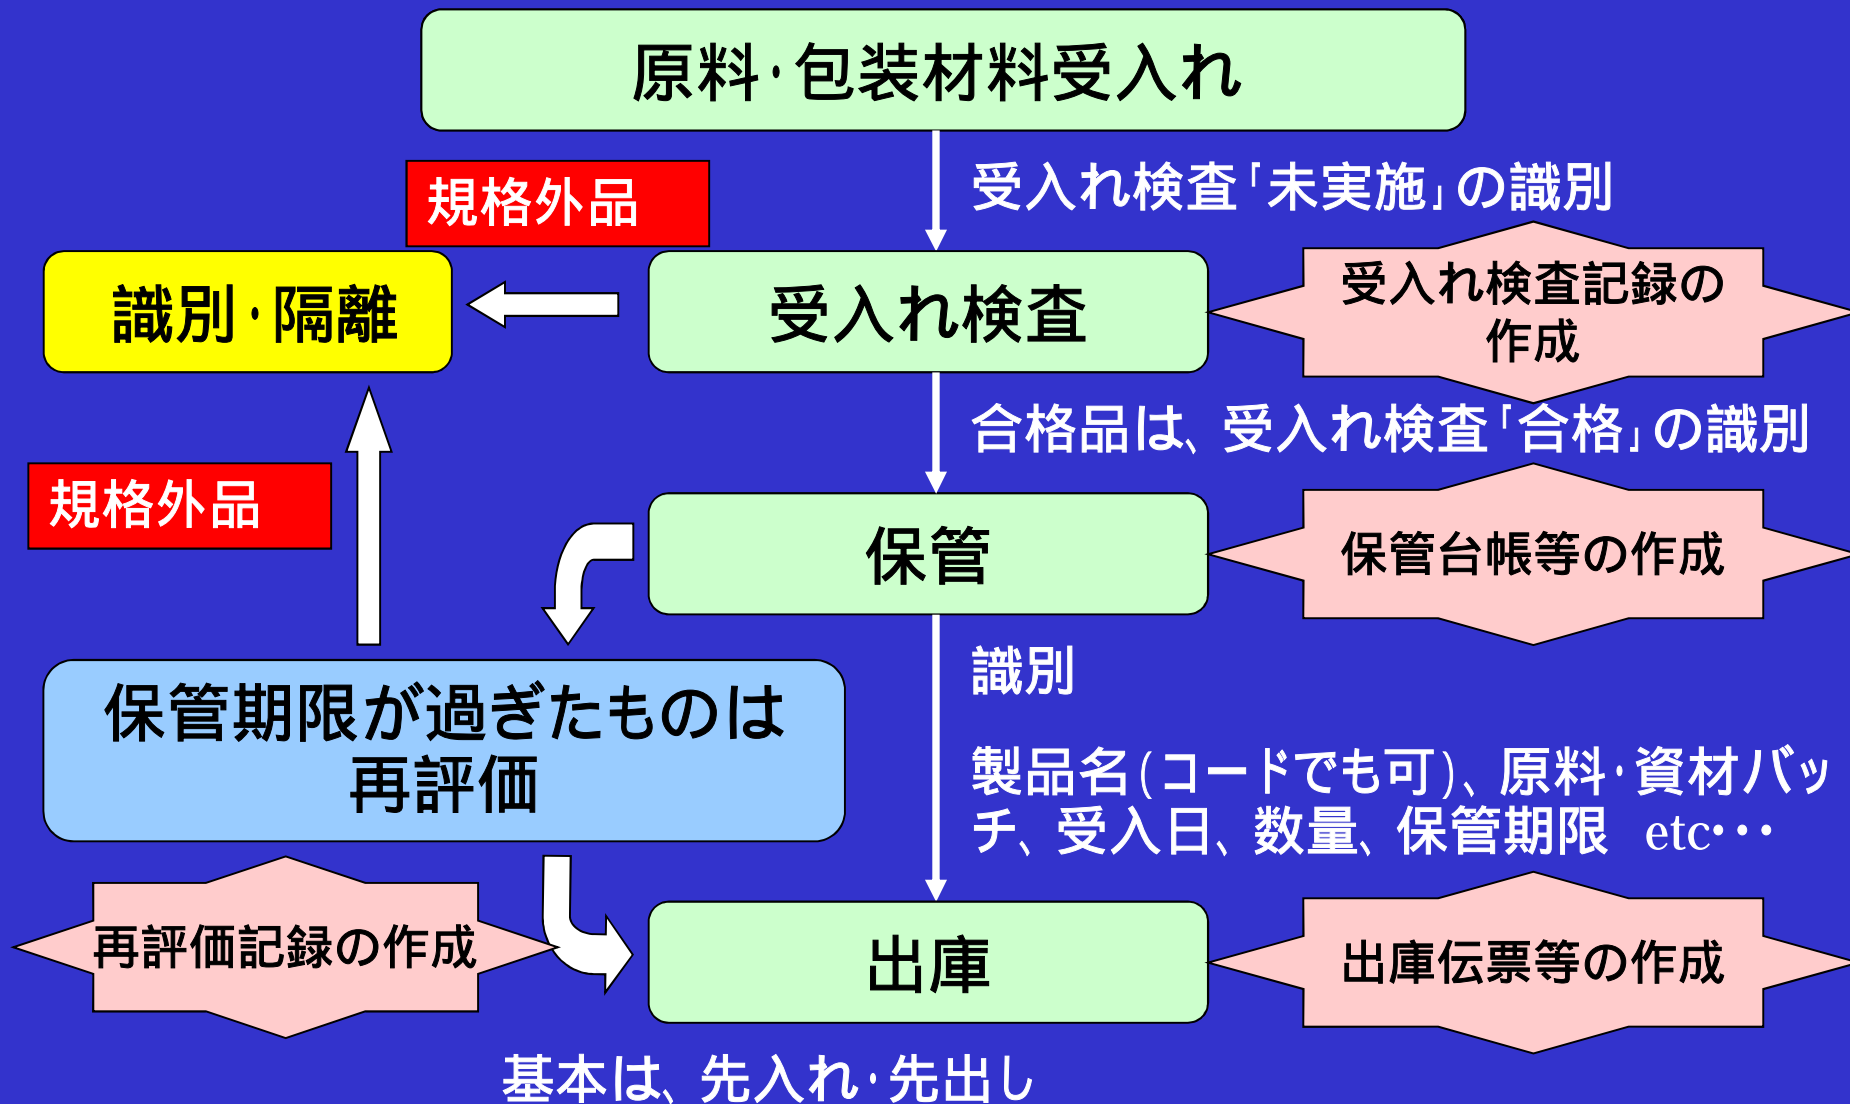 原料・包装材料受入れ
規格外品
受入れ検査「未実施」の識別
識別・隔離
受入れ検査
受入れ検査記録の
作成
合格品は、受入れ検査「合格」の識別
規格外品
保管
保管台帳等の作成
保管期限が過ぎたものは
再評価
識別
製品名(コードでも可)、原料・資材バッ
チ、受入日、数量、保管期限 etc・・・
再評価記録の作成
出庫
出庫伝票等の作成
基本は、先入れ・先出し